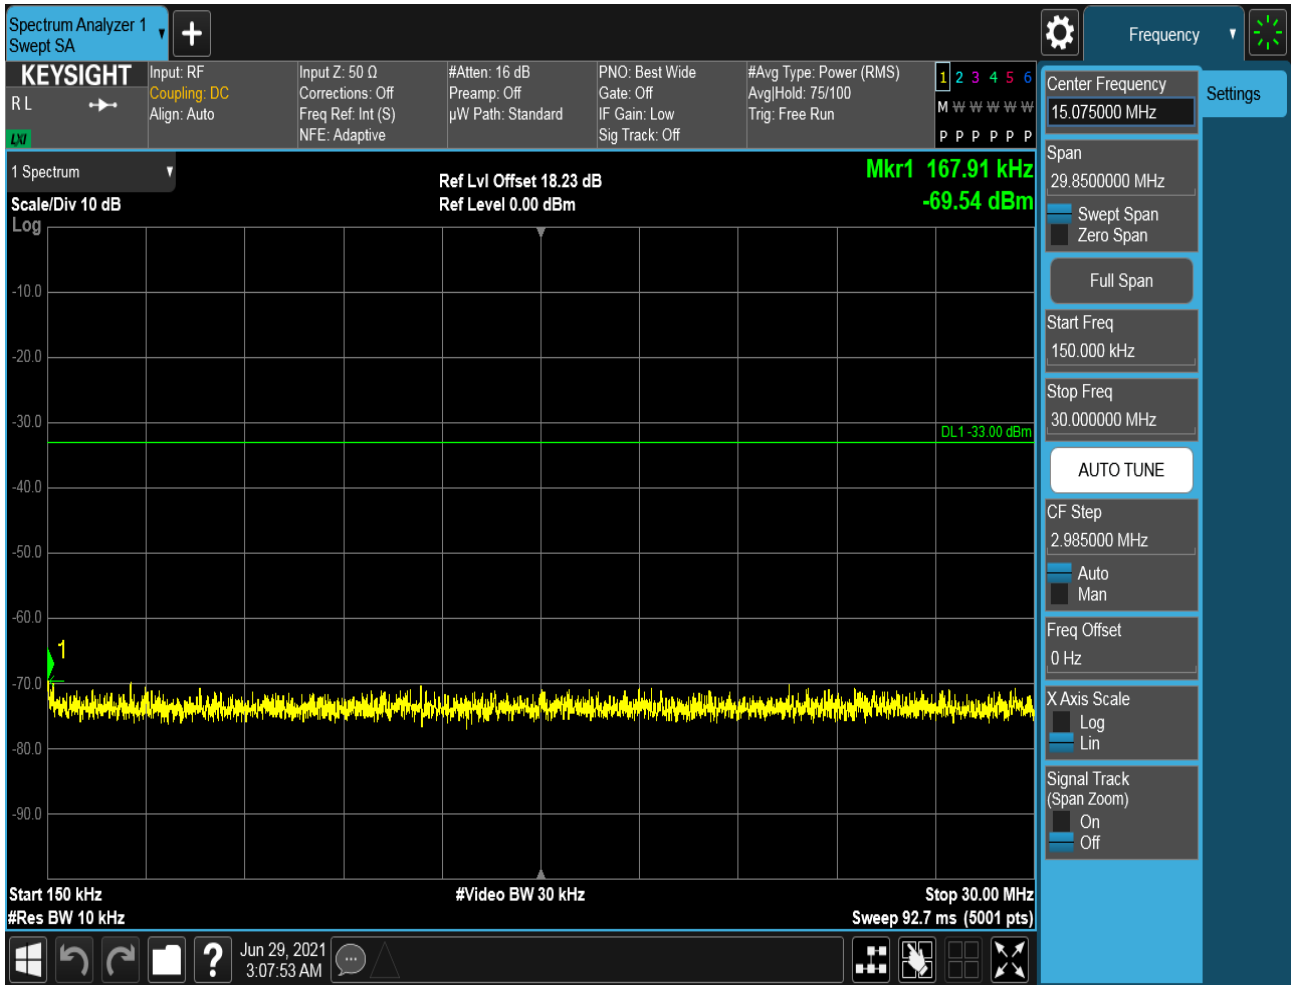 Spectrum Analyzer 1
Swept SA
Frequency
KEYSIGHT
R L
LXI
Input: RF
Coupling: DC
Align: Auto
Input Z: 50 Ω
Corrections: Off
Freq Ref: Int (S)
NFE: Adaptive
#Atten: 16 dB
Preamp: Off
µW Path: Standard
PNO: Best Wide
Gate: Off
IF Gain: Low
Sig Track: Off
#Avg Type: Power (RMS)
Avg|Hold: 75/100
Trig: Free Run
1 2 3 4 5 6
M W W W W W
P P P P P P
1 Spectrum
Scale/Div 10 dB
Log
Ref Lvl Offset 18.23 dB
Ref Level 0.00 dBm
Mkr1 167.91 kHz
-69.54 dBm
-10.0
-20.0
-30.0
DL1 -33.00 dBm
-40.0
-50.0
-60.0
1
-70.0
-80.0
-90.0
Start 150 kHz
#Video BW 30 kHz
Stop 30.00 MHz
#Res BW 10 kHz
Sweep 92.7 ms (5001 pts)
?
Jun 29, 2021
3:07:53 AM
Center Frequency
15.075000 MHz
Settings
Span
29.8500000 MHz
Swept Span
Zero Span
Full Span
Start Freq
150.000 kHz
Stop Freq
30.000000 MHz
AUTO TUNE
CF Step
2.985000 MHz
Auto
Man
Freq Offset
0 Hz
X Axis Scale
Log
Lin
Signal Track
(Span Zoom)
On
Off